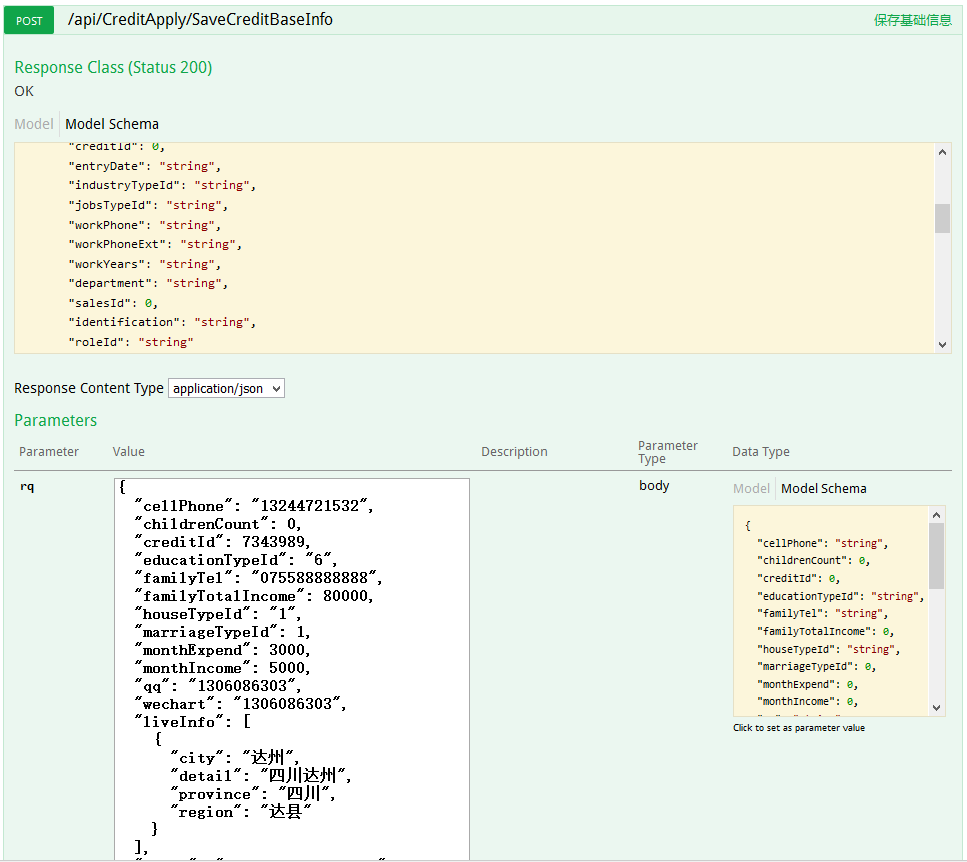 POST /api/CreditApply/SaveCreditBaseInfo 保存基础信息
Response Class (Status 200)
OK
Model Model Schema
"creditId": 0,
"entryDate": "string",
"industryTypeId": "string",
"jobsTypeId": "string",
"workPhone": "string",
"workPhoneExt": "string",
"workYears": "string",
"department": "string",
"salesId": 0,
"identification": "string",
"roleId": "string"
Response Content Type application/json
Parameters
Parameter Value Description Parameter Type Data Type
rq
{
"cellPhone": "13244721532",
"childrenCount": 0,
"creditId": 7343989,
"educationTypeId": "6",
"familyTel": "075588888888",
"familyTotalIncome": 80000,
"houseTypeId": "1",
"marriageTypeId": 1,
"monthExpend": 3000,
"monthIncome": 5000,
"qq": "1306086303",
"wechart": "1306086303",
"liveInfo": [
{
"city": "达州",
"detail": "四川达州",
"province": "四川",
"region": "达县"
}
],
body
Model Model Schema
{
"cellPhone": "string",
"childrenCount": 0,
"creditId": 0,
"educationTypeId": "string",
"familyTel": "string",
"familyTotalIncome": 0,
"houseTypeId": "string",
"marriageTypeId": 0,
"monthExpend": 0,
"monthIncome": 0,
Click to set as parameter value